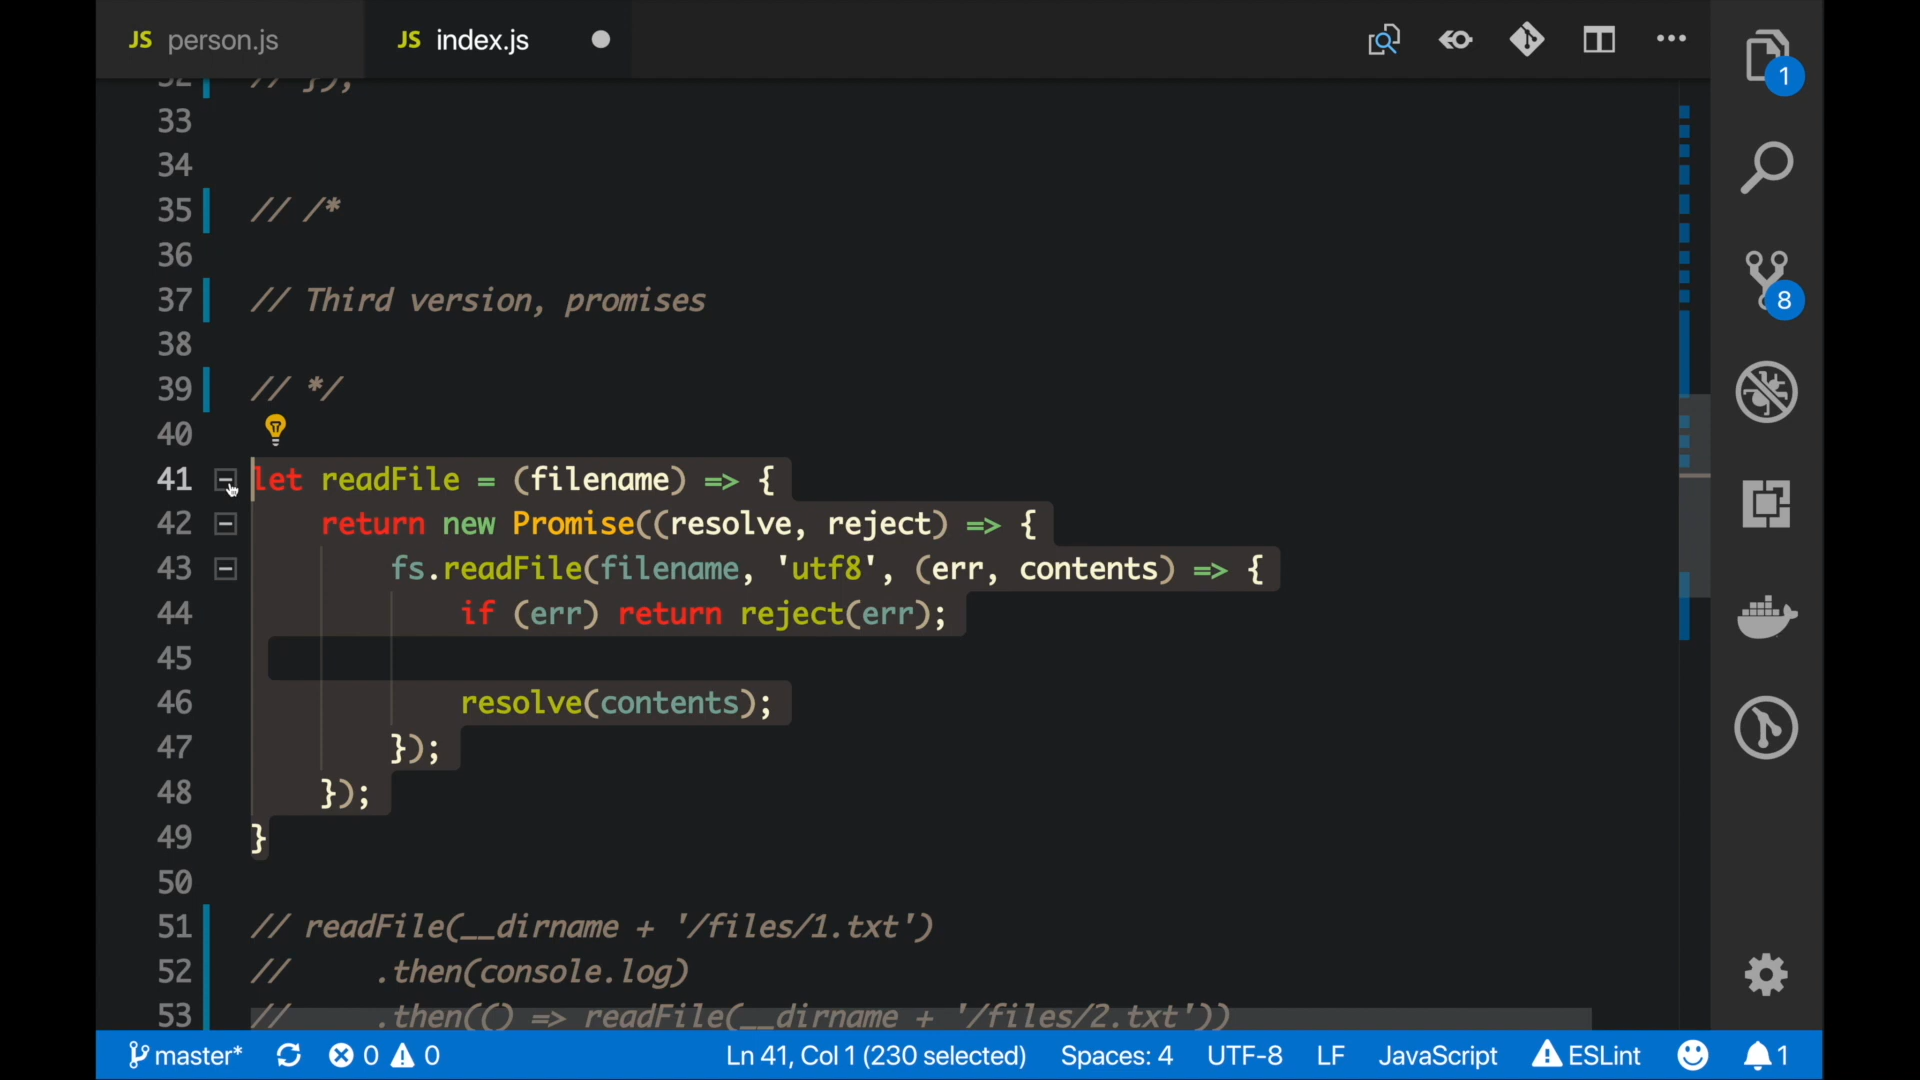 JS person.js JS index.js
32 // });
33
34
35 // /*
36
37 // Third version, promises
38
39 // */
40
41 let readFile = (filename) => {
42 return new Promise((resolve, reject) => {
43 fs.readFile(filename, 'utf8', (err, contents) => {
44 if (err) return reject(err);
45
46 resolve(contents);
47 });
48 });
49 }
50
51 // readFile(__dirname + '/files/1.txt')
52 // .then(console.log)
53 // .then(() => readFile(__dirname + '/files/2.txt'))
master* 0 0 Ln 41, Col 1 (230 selected) Spaces: 4 UTF-8 LF JavaScript ESLint 1
1
8